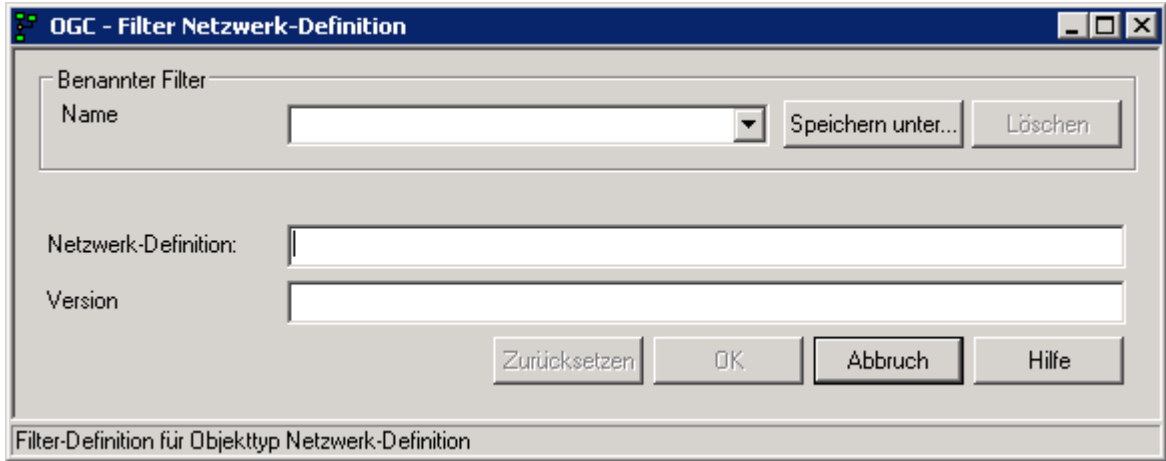 OGC - Filter Netzwerk-Definition
Benannter Filter
Name
Speichern unter... Löschen
Netzwerk-Definition:
Version
Zurücksetzen OK Abbruch Hilfe
Filter-Definition für Objekttyp Netzwerk-Definition